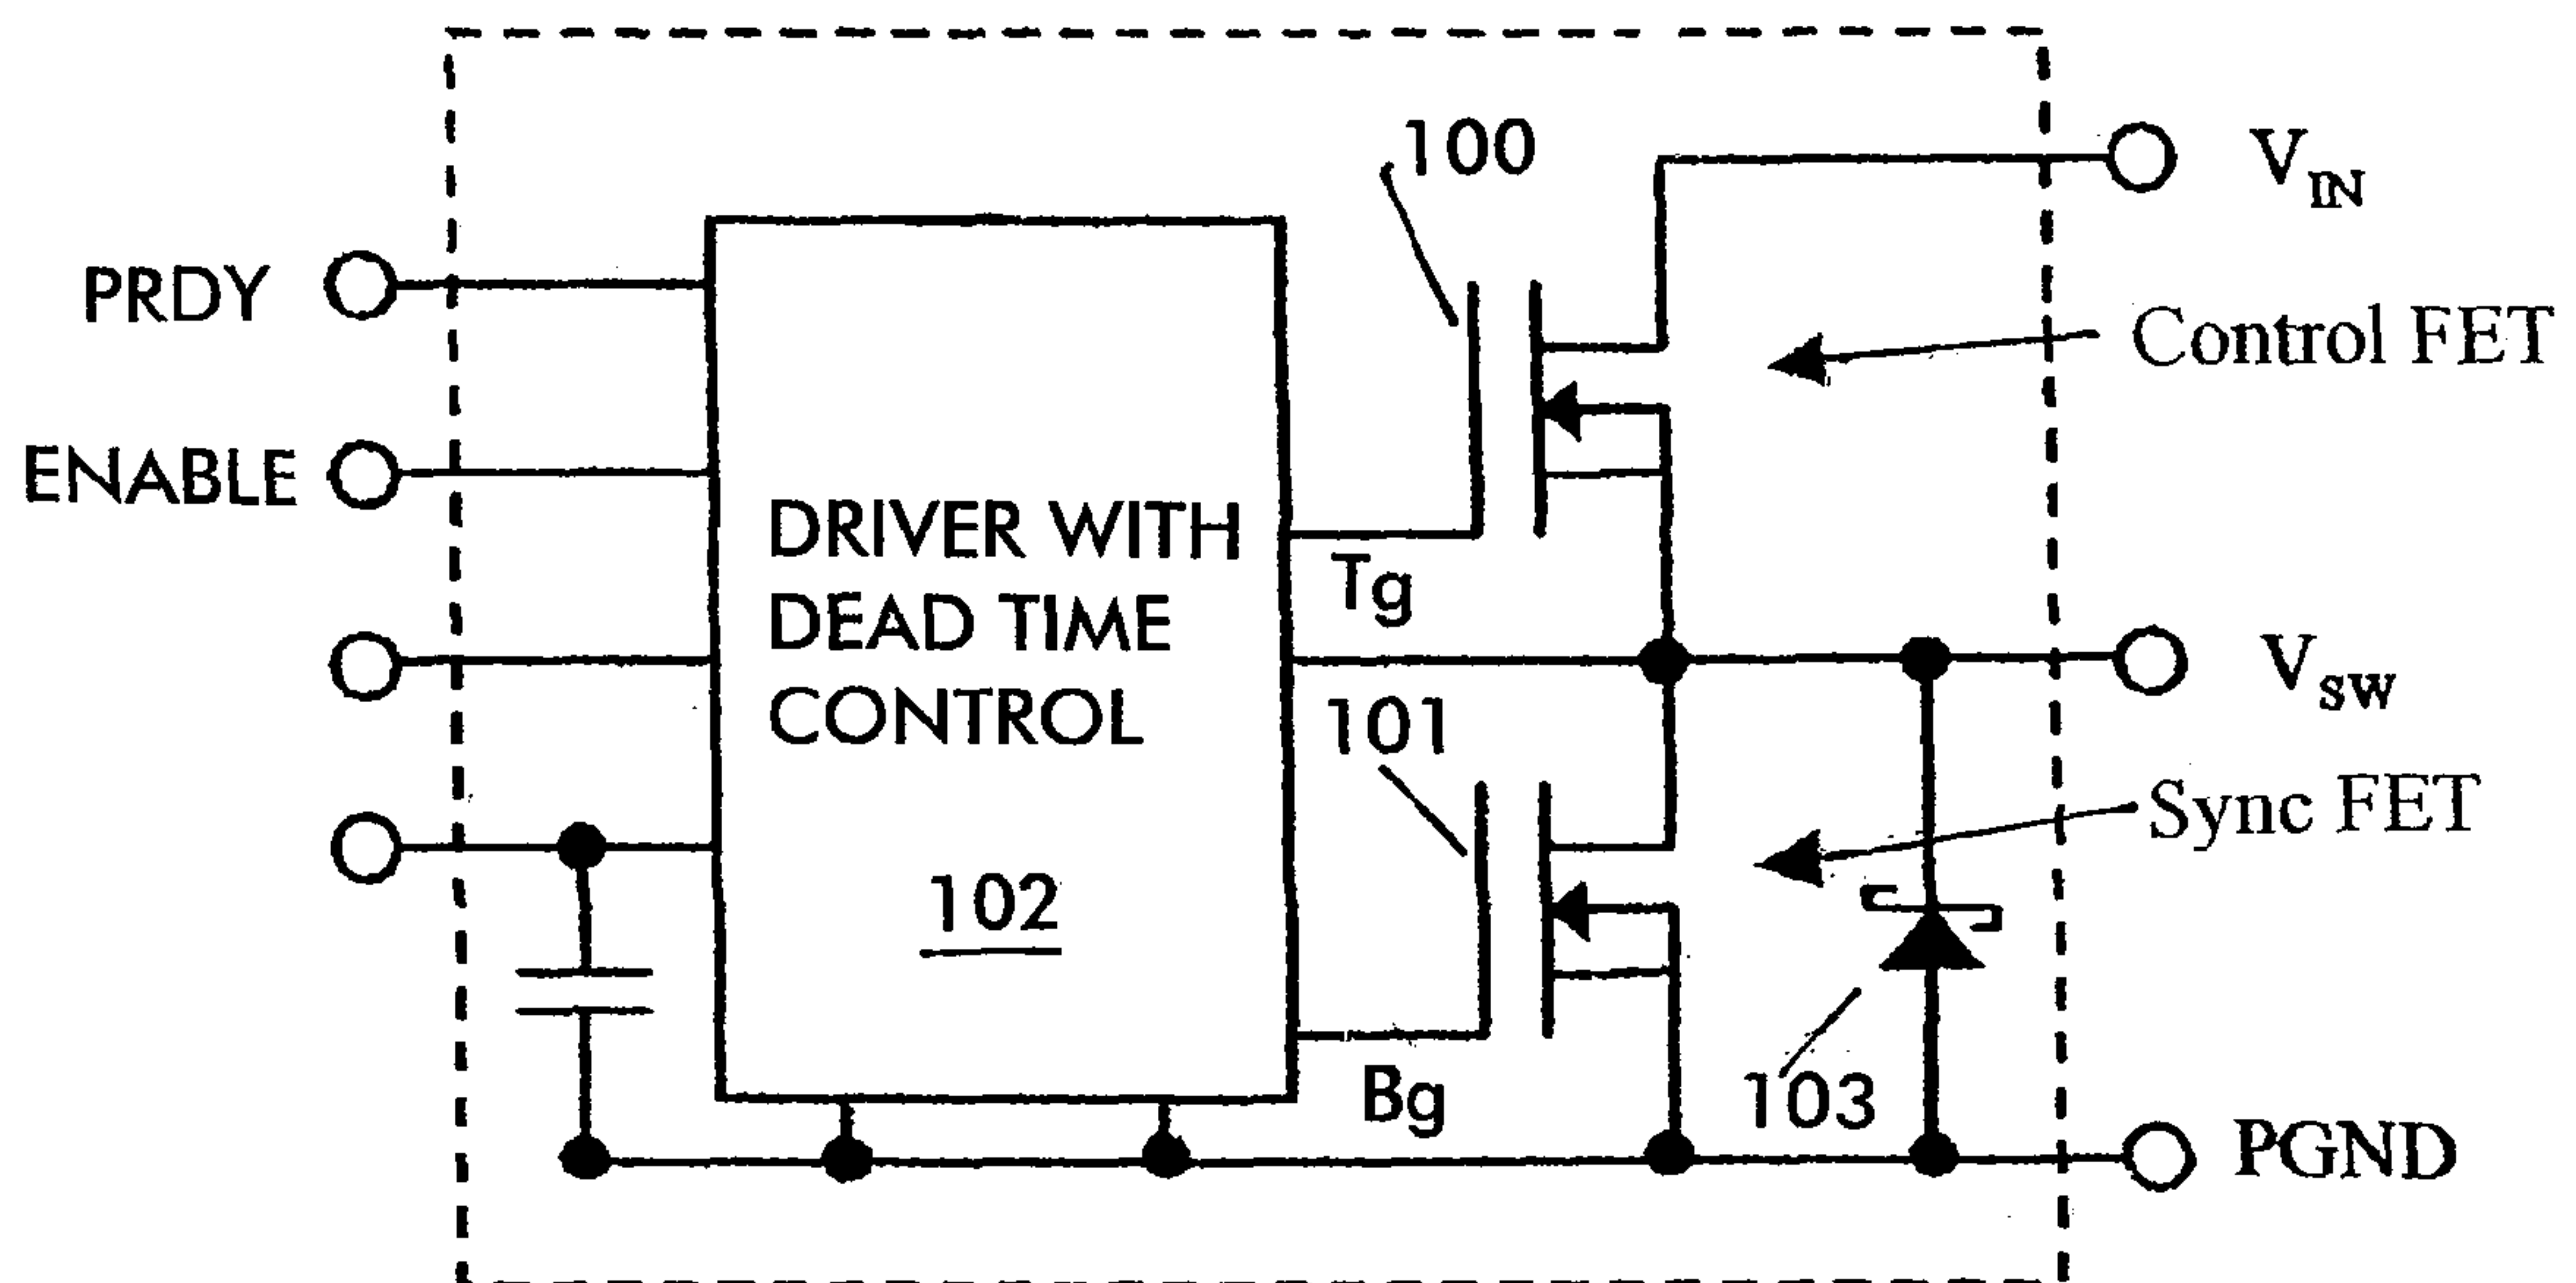 100
V_IN
PRDY
Control FET
ENABLE
DRIVER WITH
DEAD TIME
CONTROL
102
Tg
V_SW
101
Sync FET
Bg
103
PGND